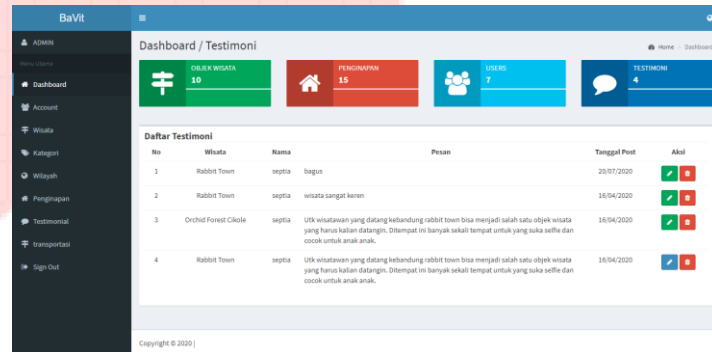 BaVit
ADMIN
Menu Utama
Dashboard
Account
Wisata
Kategori
Wilayah
Penginapan
Testimonial
transportasi
Sign Out
Dashboard / Testimoni
Home
Dashboard
OBJEK WISATA
10
PENGINAPAN
15
USERS
7
TESTIMONI
4
Daftar Testimoni
No Wisata Nama Pesan Tanggal Post Aksi
1 Rabbit Town septia bagus 20/07/2020
2 Rabbit Town septia wisata sangat keren 16/04/2020
3 Orchid Forest Cikole septia Utk wisatawan yang datang kebandung rabbit town bisa menjadi salah satu objek wisata 16/04/2020
yang harus kalian datangin. Ditempat ini banyak sekali tempat untuk yang suka selfie dan
cocok untuk anak anak.
4 Rabbit Town septia Utk wisatawan yang datang kebandung rabbit town bisa menjadi salah satu objek wisata 16/04/2020
yang harus kalian datangin. Ditempat ini banyak sekali tempat untuk yang suka selfie dan
cocok untuk anak anak.
Copyright © 2020 |